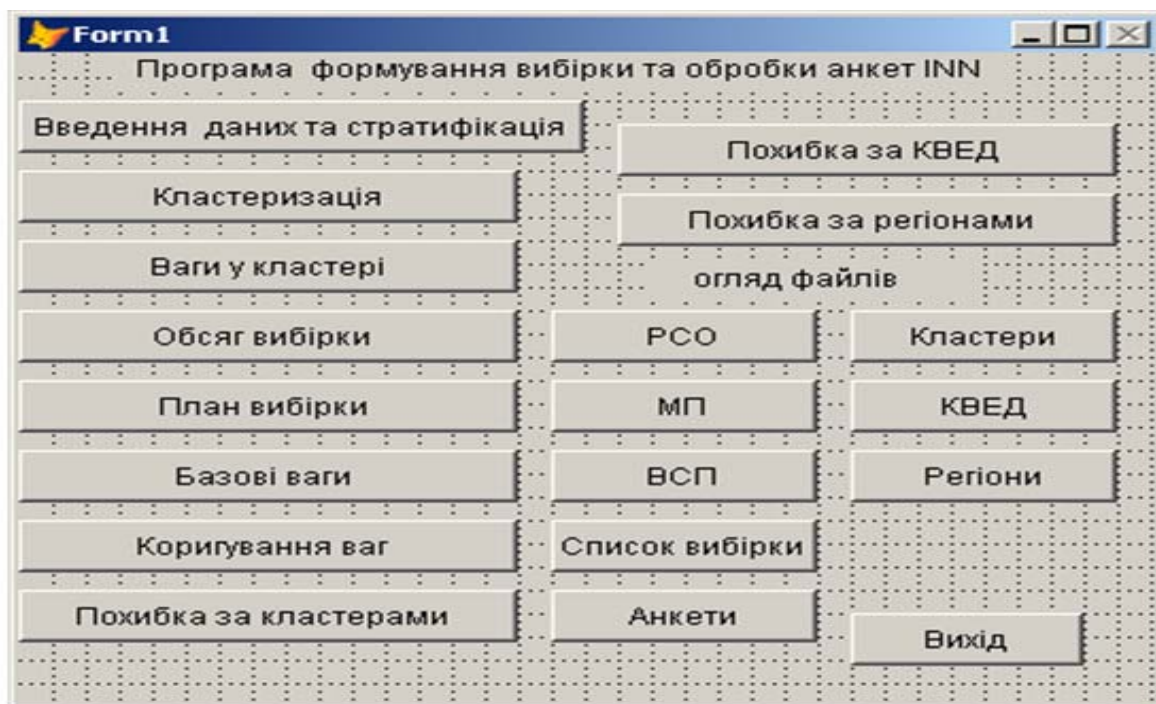 Form1
Програма формування вибірки та обробки анкет INN
Введення даних та стратифікація
Похибка за КВЕД
Кластеризація
Похибка за регіонами
Ваги у кластері
огляд файлів
Обсяг вибірки
РСО
Кластери
План вибірки
МП
КВЕД
Базові ваги
ВСП
Регіони
Коригування ваг
Список вибірки
Похибка за кластерами
Анкети
Вихід